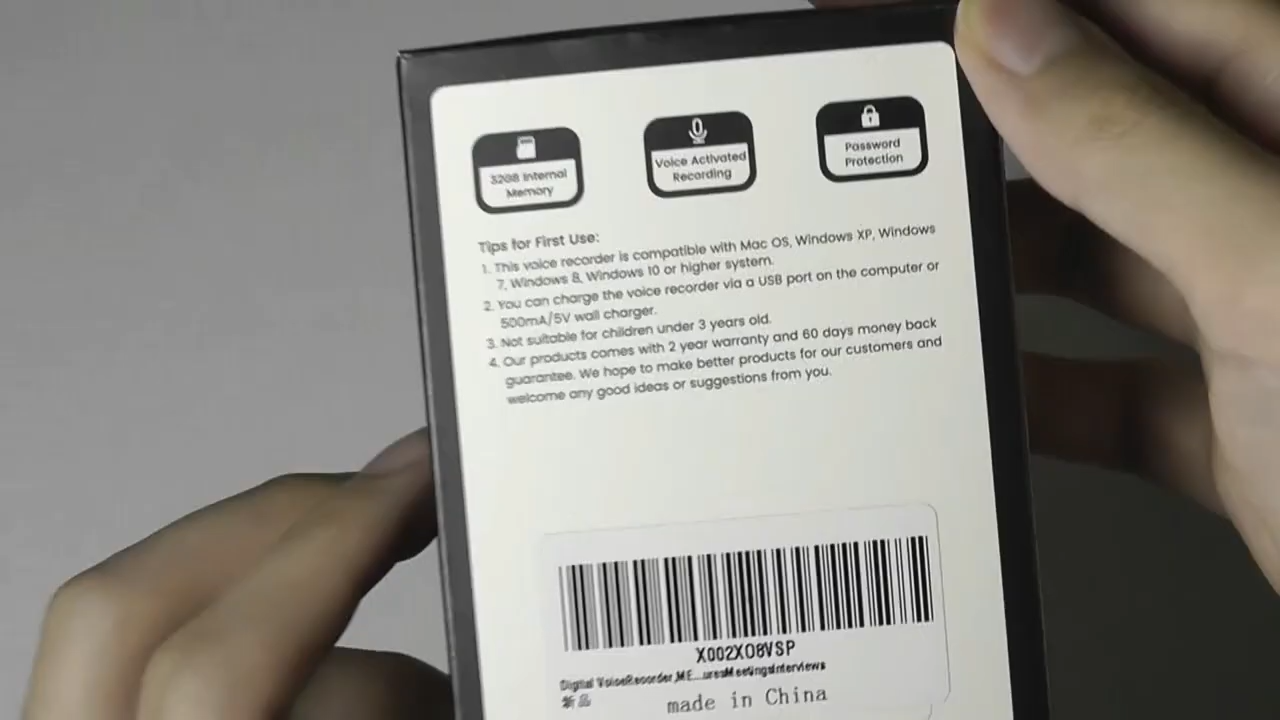 32GB Internal
Memory
Voice Activated
Recording
Password
Protection
Tips for First Use:
1. This voice recorder is compatible with Mac OS, Windows XP, Windows
7, Windows 8, Windows 10 or higher system.
2. You can charge the voice recorder via a USB port on the computer or
500mA/5V wall charger.
3. Not suitable for children under 3 years old.
4. Our products comes with 2 year warranty and 60 days money back
guarantee. We hope to make better products for our customers and
welcome any good ideas or suggestions from you.
X002XO8VSP
Digital VoiceRecorder,ME...uresMeetingsInterviews
新品
made in China